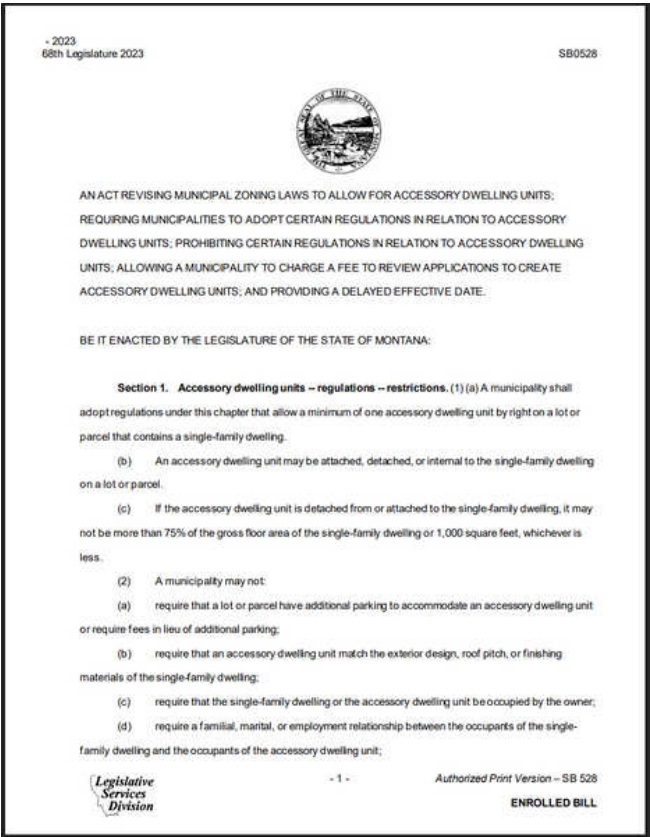 - 2023
68th Legislature 2023
SB0528
THE GREAT SEAL OF THE STATE OF MONTANA
AN ACT REVISING MUNICIPAL ZONING LAWS TO ALLOW FOR ACCESSORY DWELLING UNITS;
REQUIRING MUNICIPALITIES TO ADOPT CERTAIN REGULATIONS IN RELATION TO ACCESSORY
DWELLING UNITS; PROHIBITING CERTAIN REGULATIONS IN RELATION TO ACCESSORY DWELLING
UNITS; ALLOWING A MUNICIPALITY TO CHARGE A FEE TO REVIEW APPLICATIONS TO CREATE
ACCESSORY DWELLING UNITS; AND PROVIDING A DELAYED EFFECTIVE DATE.
BE IT ENACTED BY THE LEGISLATURE OF THE STATE OF MONTANA:
Section 1. Accessory dwelling units -- regulations -- restrictions. (1) (a) A municipality shall
adopt regulations under this chapter that allow a minimum of one accessory dwelling unit by right on a lot or
parcel that contains a single-family dwelling.
(b) An accessory dwelling unit may be attached, detached, or internal to the single-family dwelling
on a lot or parcel.
(c) If the accessory dwelling unit is detached from or attached to the single-family dwelling, it may
not be more than 75% of the gross floor area of the single-family dwelling or 1,000 square feet, whichever is
less.
(2) A municipality may not:
(a) require that a lot or parcel have additional parking to accommodate an accessory dwelling unit
or require fees in lieu of additional parking;
(b) require that an accessory dwelling unit match the exterior design, roof pitch, or finishing
materials of the single-family dwelling;
(c) require that the single-family dwelling or the accessory dwelling unit be occupied by the owner;
(d) require a familial, marital, or employment relationship between the occupants of the single-
family dwelling and the occupants of the accessory dwelling unit;
Legislative
Services
Division
- 1 -
Authorized Print Version – SB 528
ENROLLED BILL